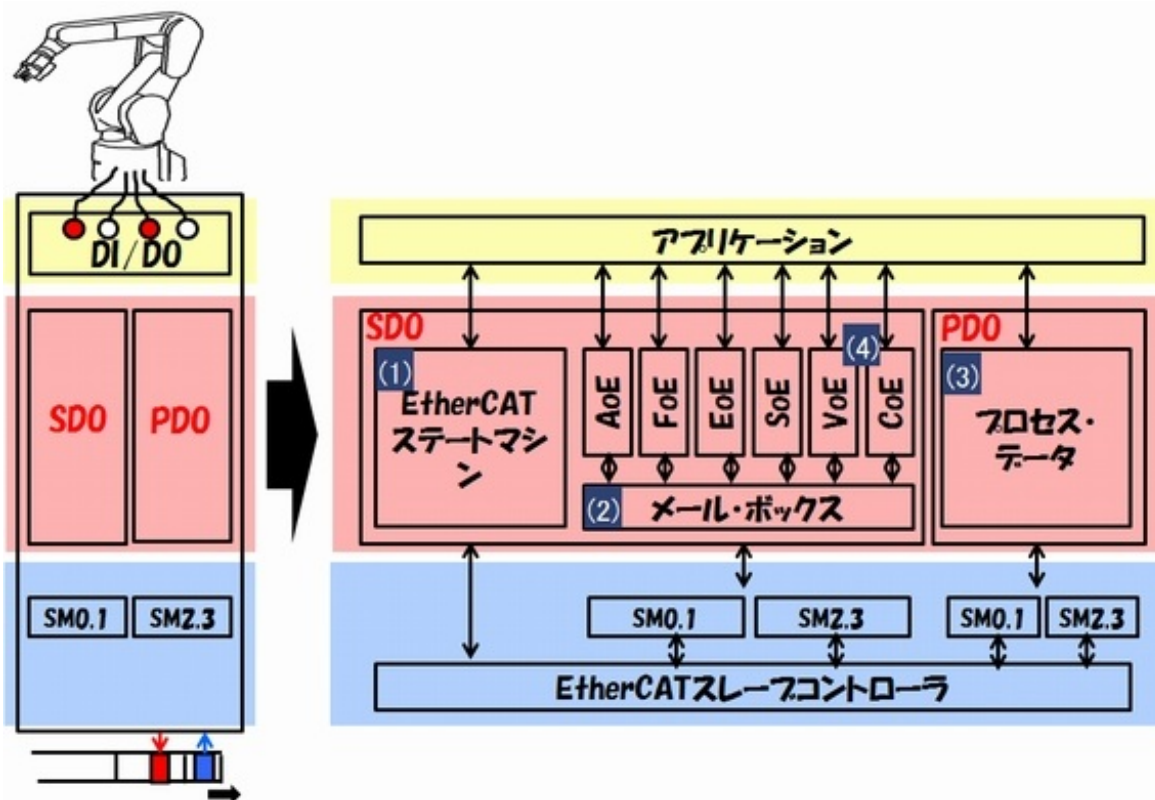 DI/DO
SDO
PDO
SM0.1
SM2.3
アプリケーション
SDO
(1)
EtherCAT
ステートマシ
ン
AoE
FoE
EoE
SoE
VoE
(4)
CoE
(2)
メール・ボックス
PDO
(3)
プロセス・
データ
SM0.1
SM2.3
SM0.1
SM2.3
EtherCATスレーブコントローラ